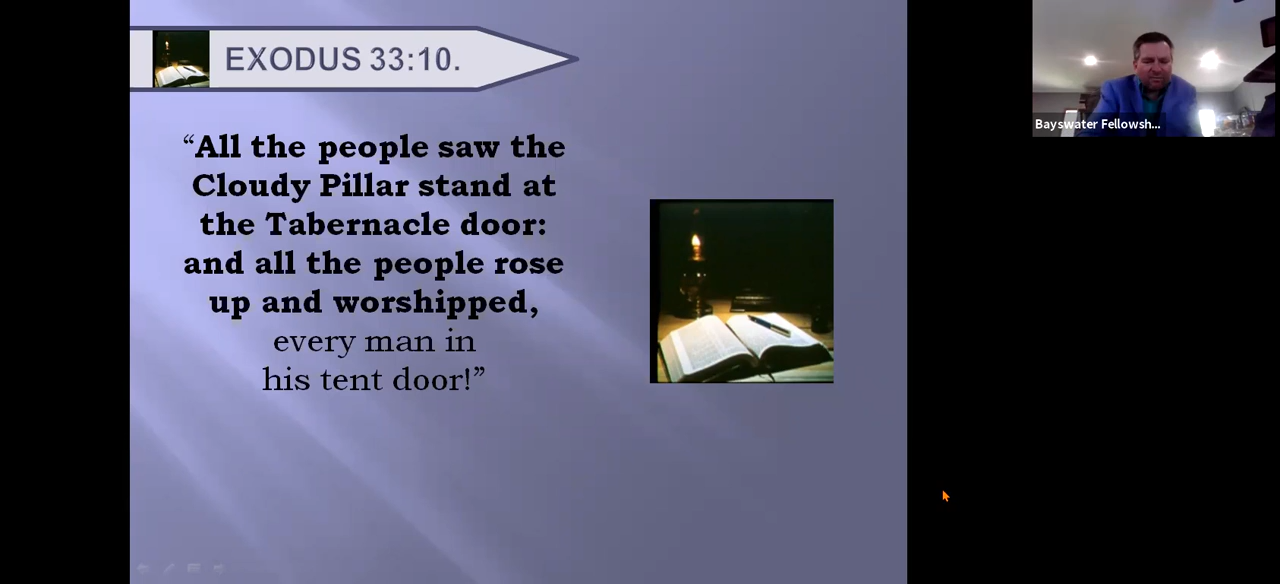 EXODUS 33:10.
“All the people saw the
Cloudy Pillar stand at
the Tabernacle door:
and all the people rose
up and worshipped,
every man in
his tent door!”
Bayswater Fellowsh...